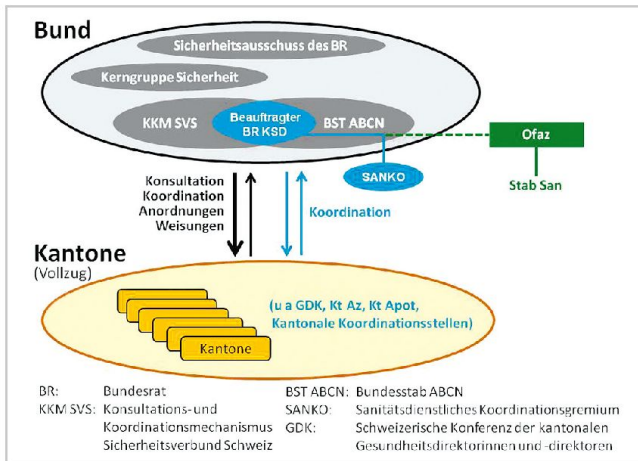 Bund
Sicherheitsausschuss des BR
Kerngruppe Sicherheit
KKM SVS
Beauftragter
BR KSD
BST ABCN
Ofaz
SANKO
Stab San
Konsultation
Koordination
Anordnungen
Weisungen
Koordination
Kantone
(Vollzug)
(u a GDK, Kt Az, Kt Apot,
Kantonale Koordinationsstellen)
Kantone
BR: Bundesrat
KKM SVS: Konsultations- und
Koordinationsmechanismus
Sicherheitsverbund Schweiz
BST ABCN: Bundesstab ABCN
SANKO: Sanitätsdienstliches Koordinationsgremium
GDK: Schweizerische Konferenz der kantonalen
Gesundheitsdirektorinnen und -direktoren